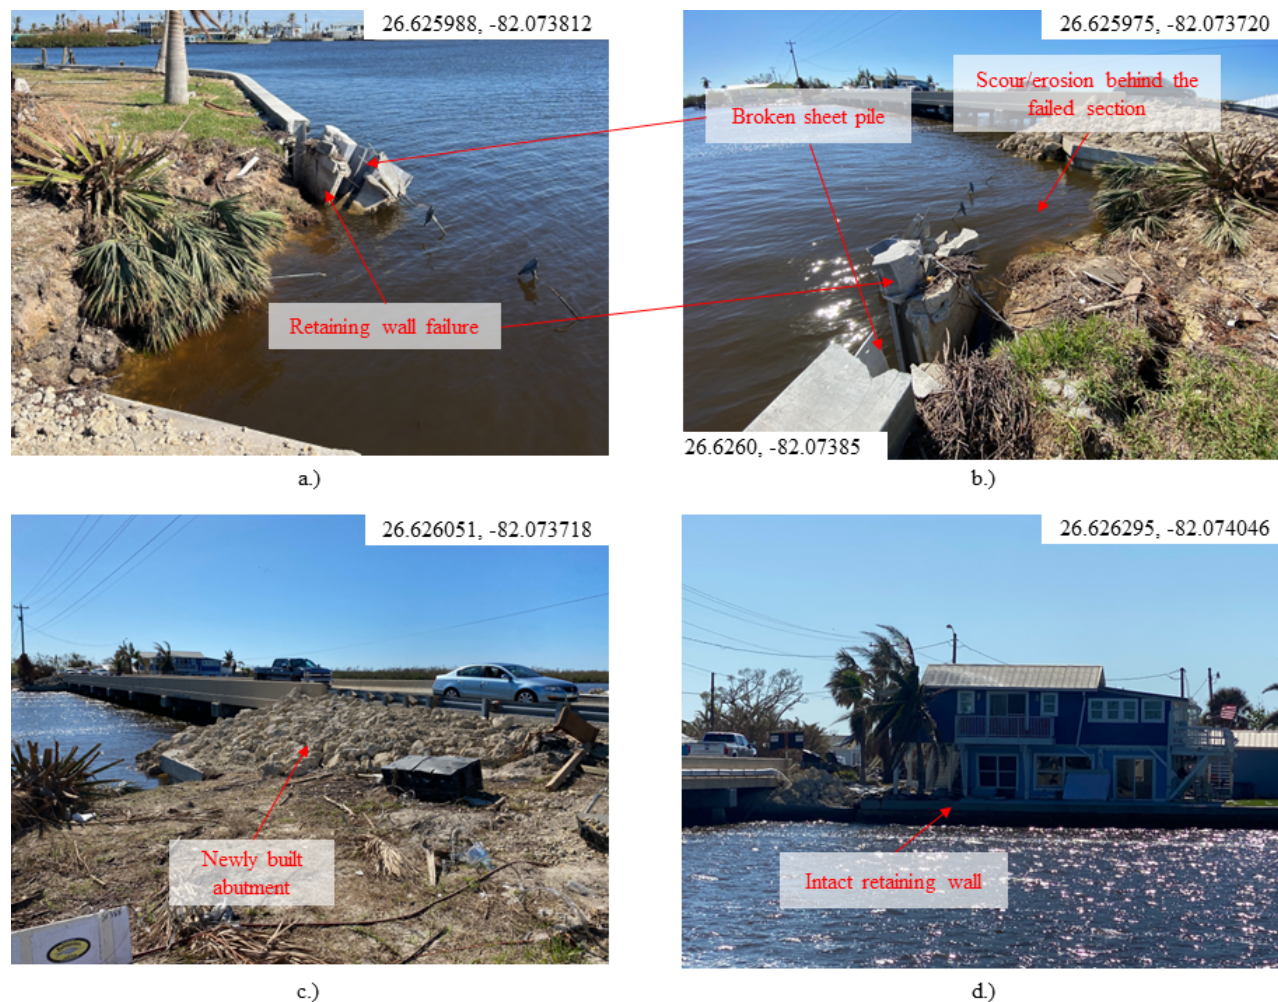 26.625988, -82.073812
Retaining wall failure
a.)
26.625975, -82.073720
Broken sheet pile
Scour/erosion behind the
failed section
26.6260, -82.07385
b.)
26.626051, -82.073718
Newly built
abutment
c.)
26.626295, -82.074046
Intact retaining wall
d.)